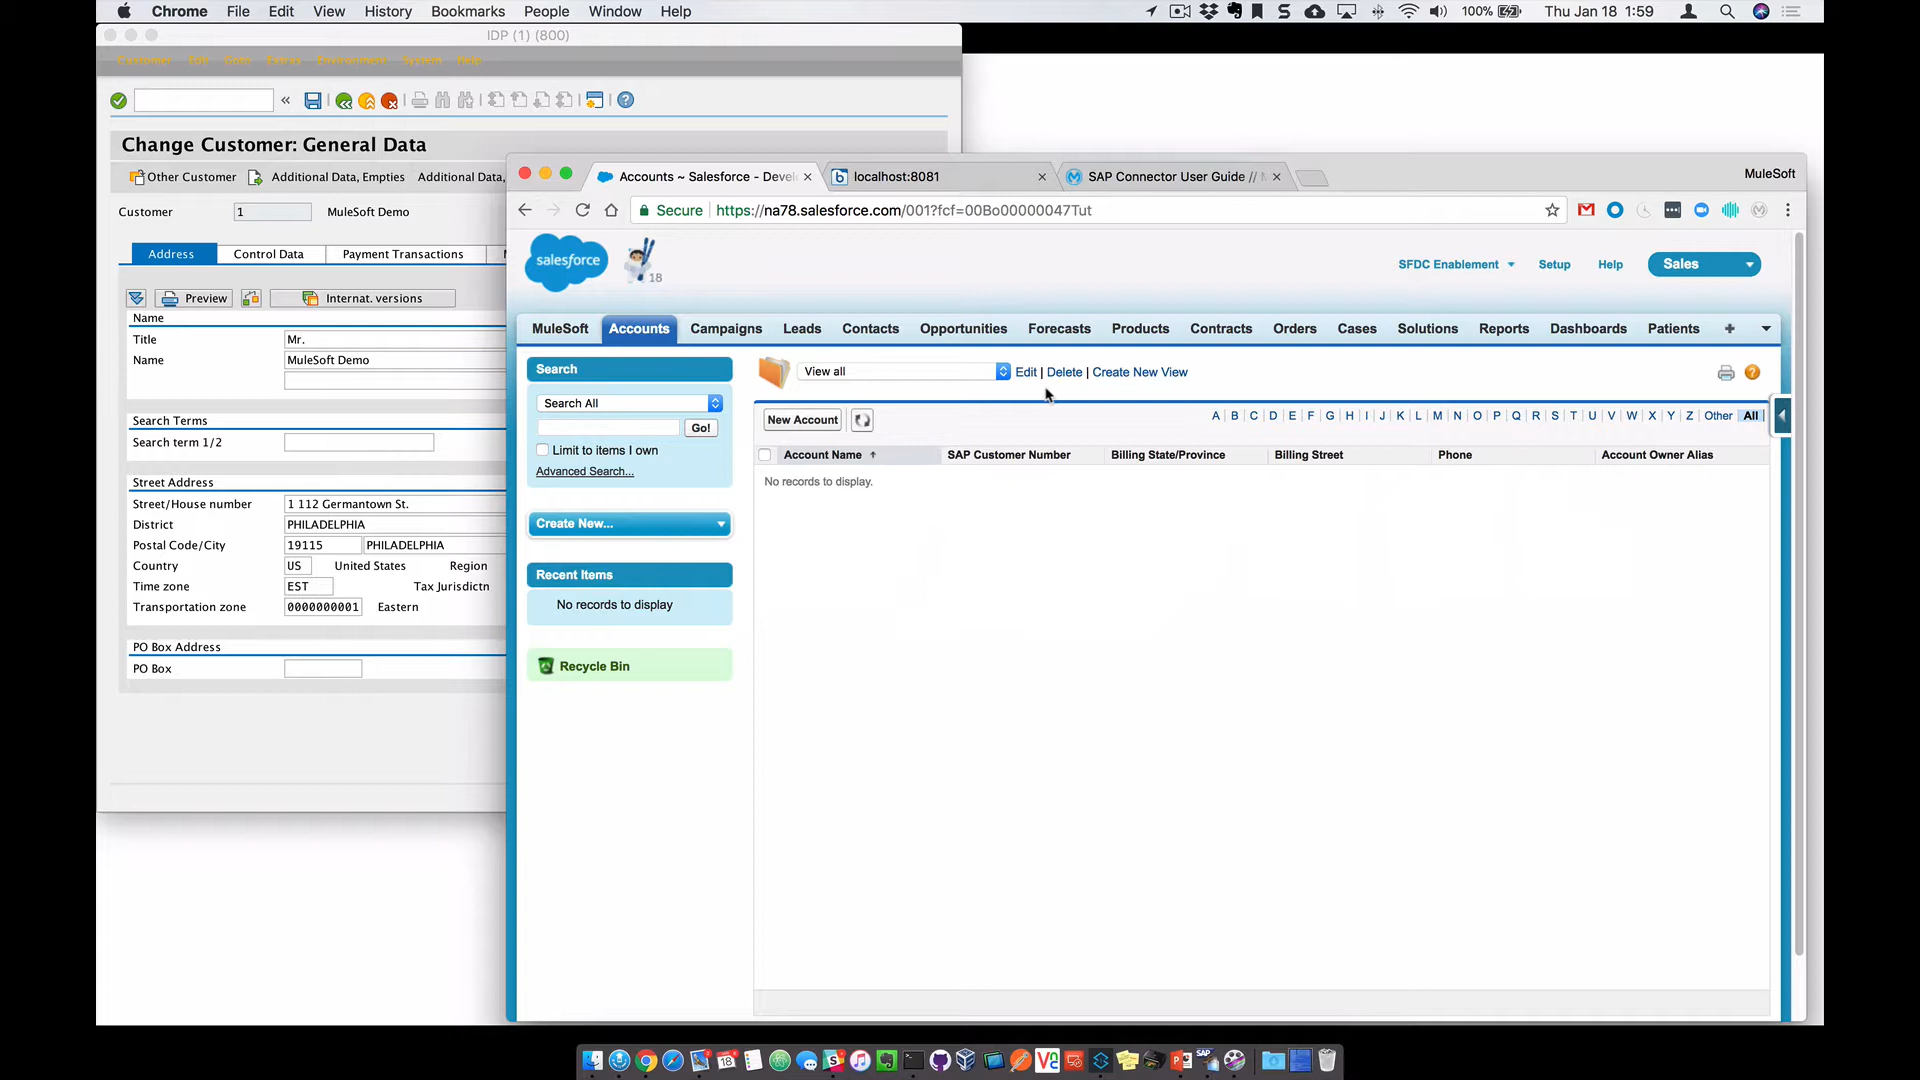 Chrome File Edit View History Bookmarks People Window Help 100% Thu Jan 18 1:59
IDP (1) (800)
Customer Edit Goto Extras Environment System Help
Change Customer: General Data
Other Customer Additional Data, Empties Additional Data,
Customer 1 MuleSoft Demo
Address Control Data Payment Transactions
Preview Internat. versions
Name
Title Mr.
Name MuleSoft Demo
Search Terms
Search term 1/2
Street Address
Street/House number 1 112 Germantown St.
District PHILADELPHIA
Postal Code/City 19115 PHILADELPHIA
Country US United States Region
Time zone EST Tax Jurisdictn
Transportation zone 0000000001 Eastern
PO Box Address
PO Box
Accounts ~ Salesforce - Devel localhost:8081 SAP Connector User Guide // MuleSoft
Secure https://na78.salesforce.com/001?fcf=00Bo00000047Tut
salesforce 18 SFDC Enablement Setup Help Sales
MuleSoft Accounts Campaigns Leads Contacts Opportunities Forecasts Products Contracts Orders Cases Solutions Reports Dashboards Patients +
Search
Search All
Go!
Limit to items I own
Advanced Search...
Create New...
Recent Items
No records to display
Recycle Bin
View all Edit | Delete | Create New View
New Account A B C D E F G H I J K L M N O P Q R S T U V W X Y Z Other All
Account Name SAP Customer Number Billing State/Province Billing Street Phone Account Owner Alias
No records to display.
18